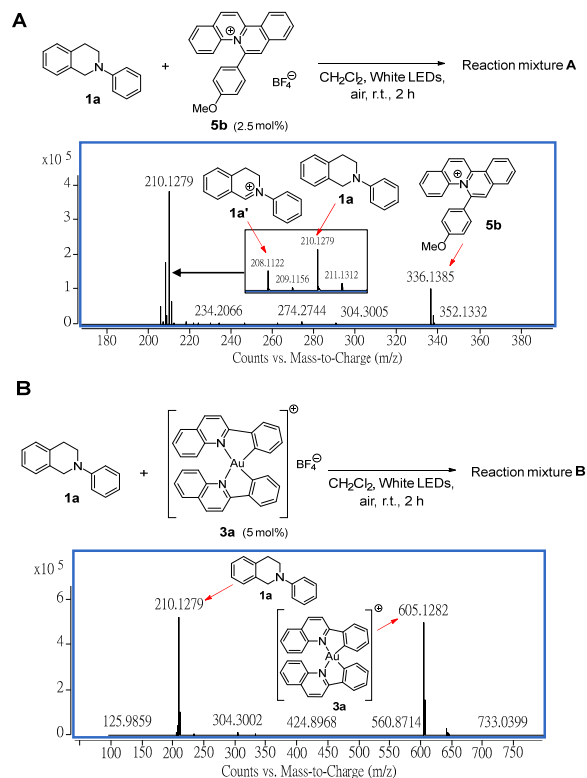 A
N
1a
+
⊕
N
MeO
BF₄⊖
5b (2.5 mol%)
CH₂Cl₂, White LEDs,
air, r.t., 2 h
Reaction mixture A
x10 5
4
3
2
1
0
210.1279
⊕
N
1a'
N
1a
⊕
N
MeO
5b
208.1122
209.1156
210.1279
211.1312
336.1385
234.2066
274.2744
304.3005
352.1332
180 200 220 240 260 280 300 320 340 360 380
Counts vs. Mass-to-Charge (m/z)
B
N
1a
+
N
Au
N
⊕
BF₄⊖
3a (5 mol%)
CH₂Cl₂, White LEDs,
air, r.t., 2 h
Reaction mixture B
x10 5
6
4
2
0
210.1279
N
1a
N
Au
N
⊕
3a
605.1282
125.9859
304.3002
424.8968
560.8714
733.0399
100 150 200 250 300 350 400 450 500 550 600 650 700 750
Counts vs. Mass-to-Charge (m/z)